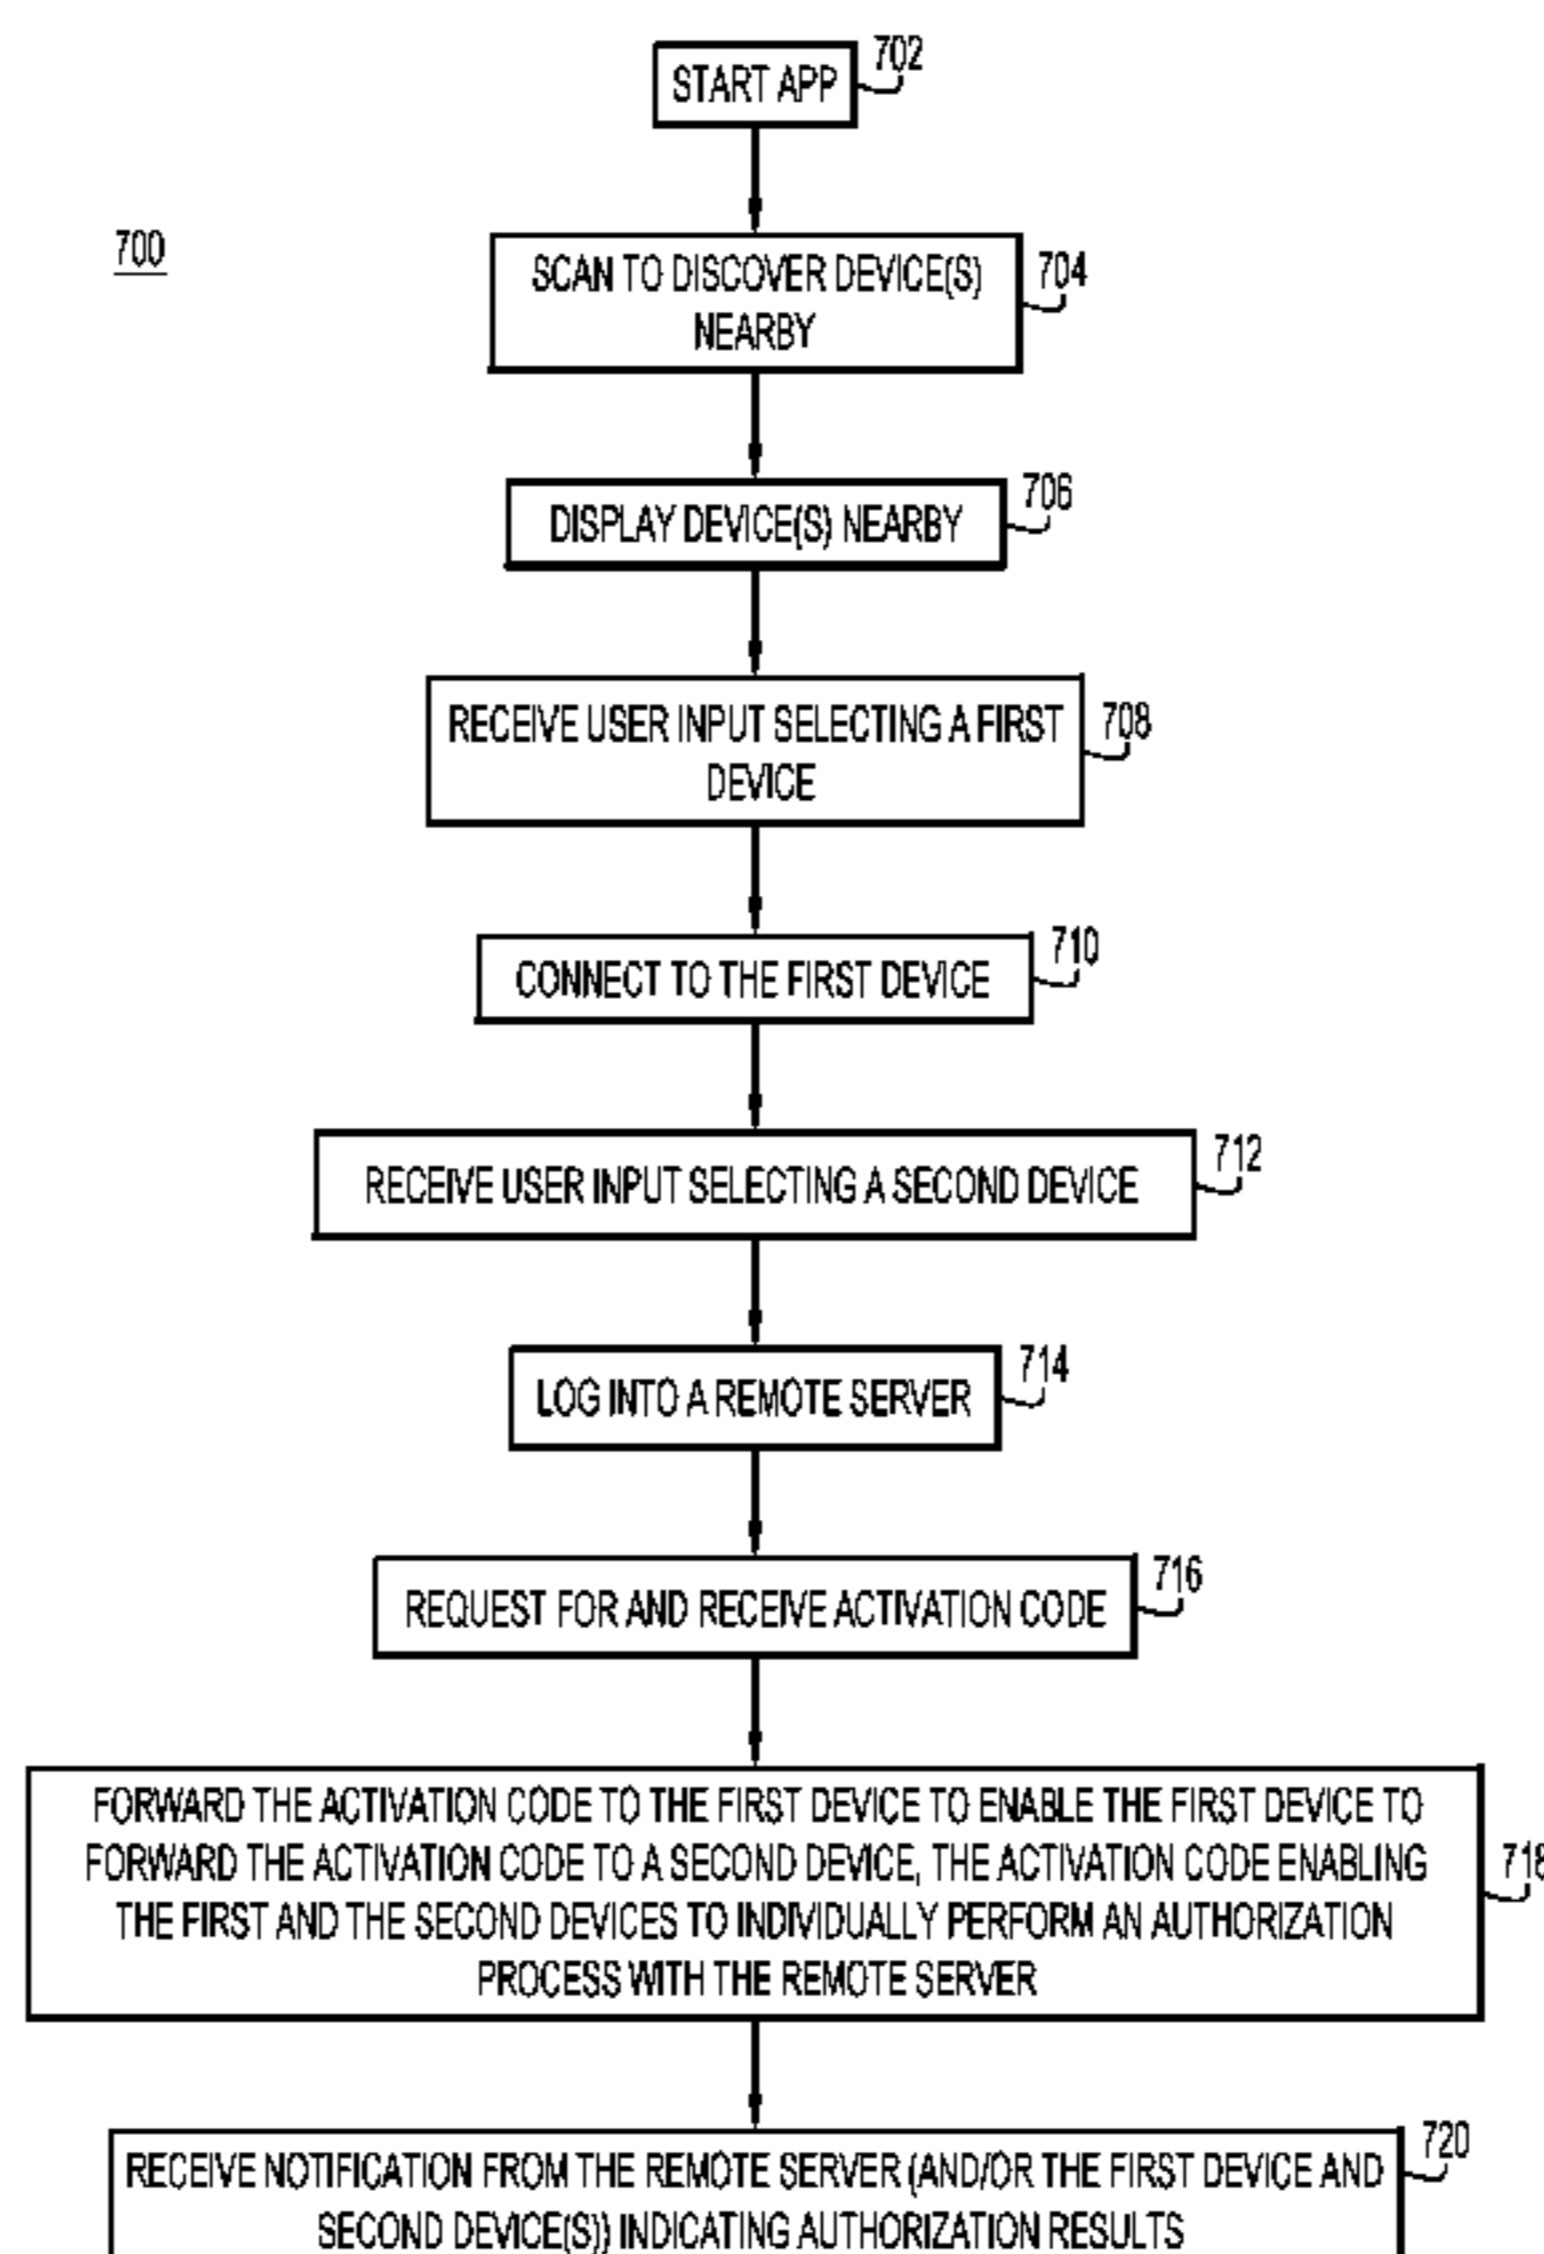 START APP
702
700
SCAN TO DISCOVER DEVICE(S)
NEARBY
704
DISPLAY DEVICE(S) NEARBY
706
RECEIVE USER INPUT SELECTING A FIRST
DEVICE
708
CONNECT TO THE FIRST DEVICE
710
RECEIVE USER INPUT SELECTING A SECOND DEVICE
712
LOG INTO A REMOTE SERVER
714
REQUEST FOR AND RECEIVE ACTIVATION CODE
716
FORWARD THE ACTIVATION CODE TO THE FIRST DEVICE TO ENABLE THE FIRST DEVICE TO
FORWARD THE ACTIVATION CODE TO A SECOND DEVICE, THE ACTIVATION CODE ENABLING
THE FIRST AND THE SECOND DEVICES TO INDIVIDUALLY PERFORM AN AUTHORIZATION
PROCESS WITH THE REMOTE SERVER
718
RECEIVE NOTIFICATION FROM THE REMOTE SERVER (AND/OR THE FIRST DEVICE AND
SECOND DEVICE(S)) INDICATING AUTHORIZATION RESULTS
720